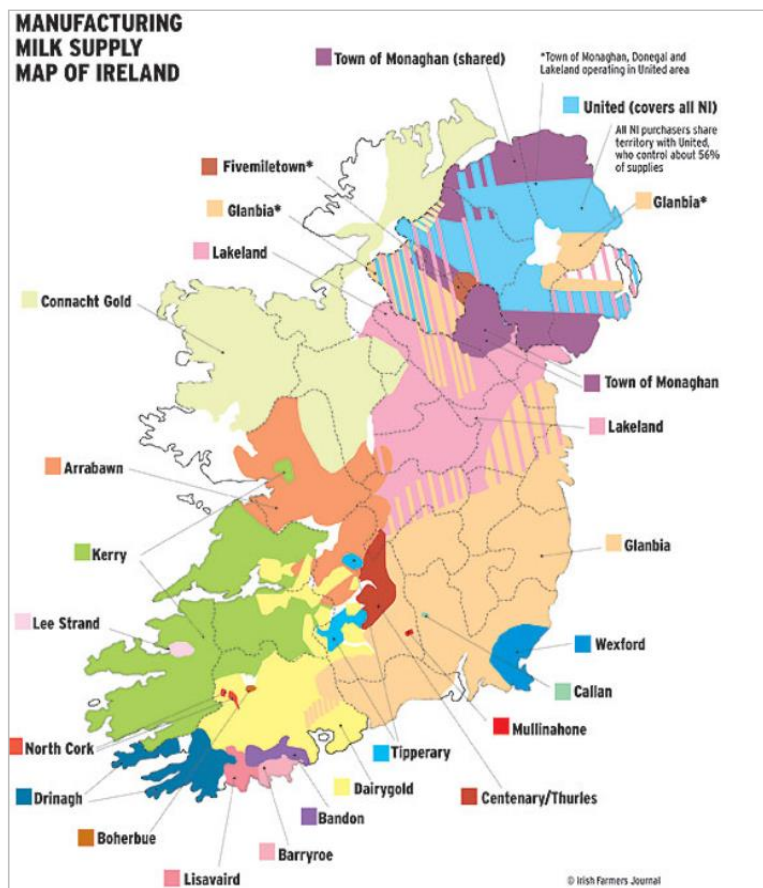 MANUFACTURING
MILK SUPPLY
MAP OF IRELAND
Town of Monaghan (shared)
*Town of Monaghan, Donegal and
Lakeland operating in United area
United (covers all NI)
All NI purchasers share
territory with United,
who control about 56%
of supplies
Fivemiletown*
Glanbia*
Glanbia*
Lakeland
Connacht Gold
Town of Monaghan
Lakeland
Arrabawn
Glanbia
Kerry
Lee Strand
Wexford
Callan
Mullinahone
North Cork
Tipperary
Dairygold
Centenary/Thurles
Drinagh
Bandon
Boherbue
Barryroe
Lisavaird
© Irish Farmers Journal